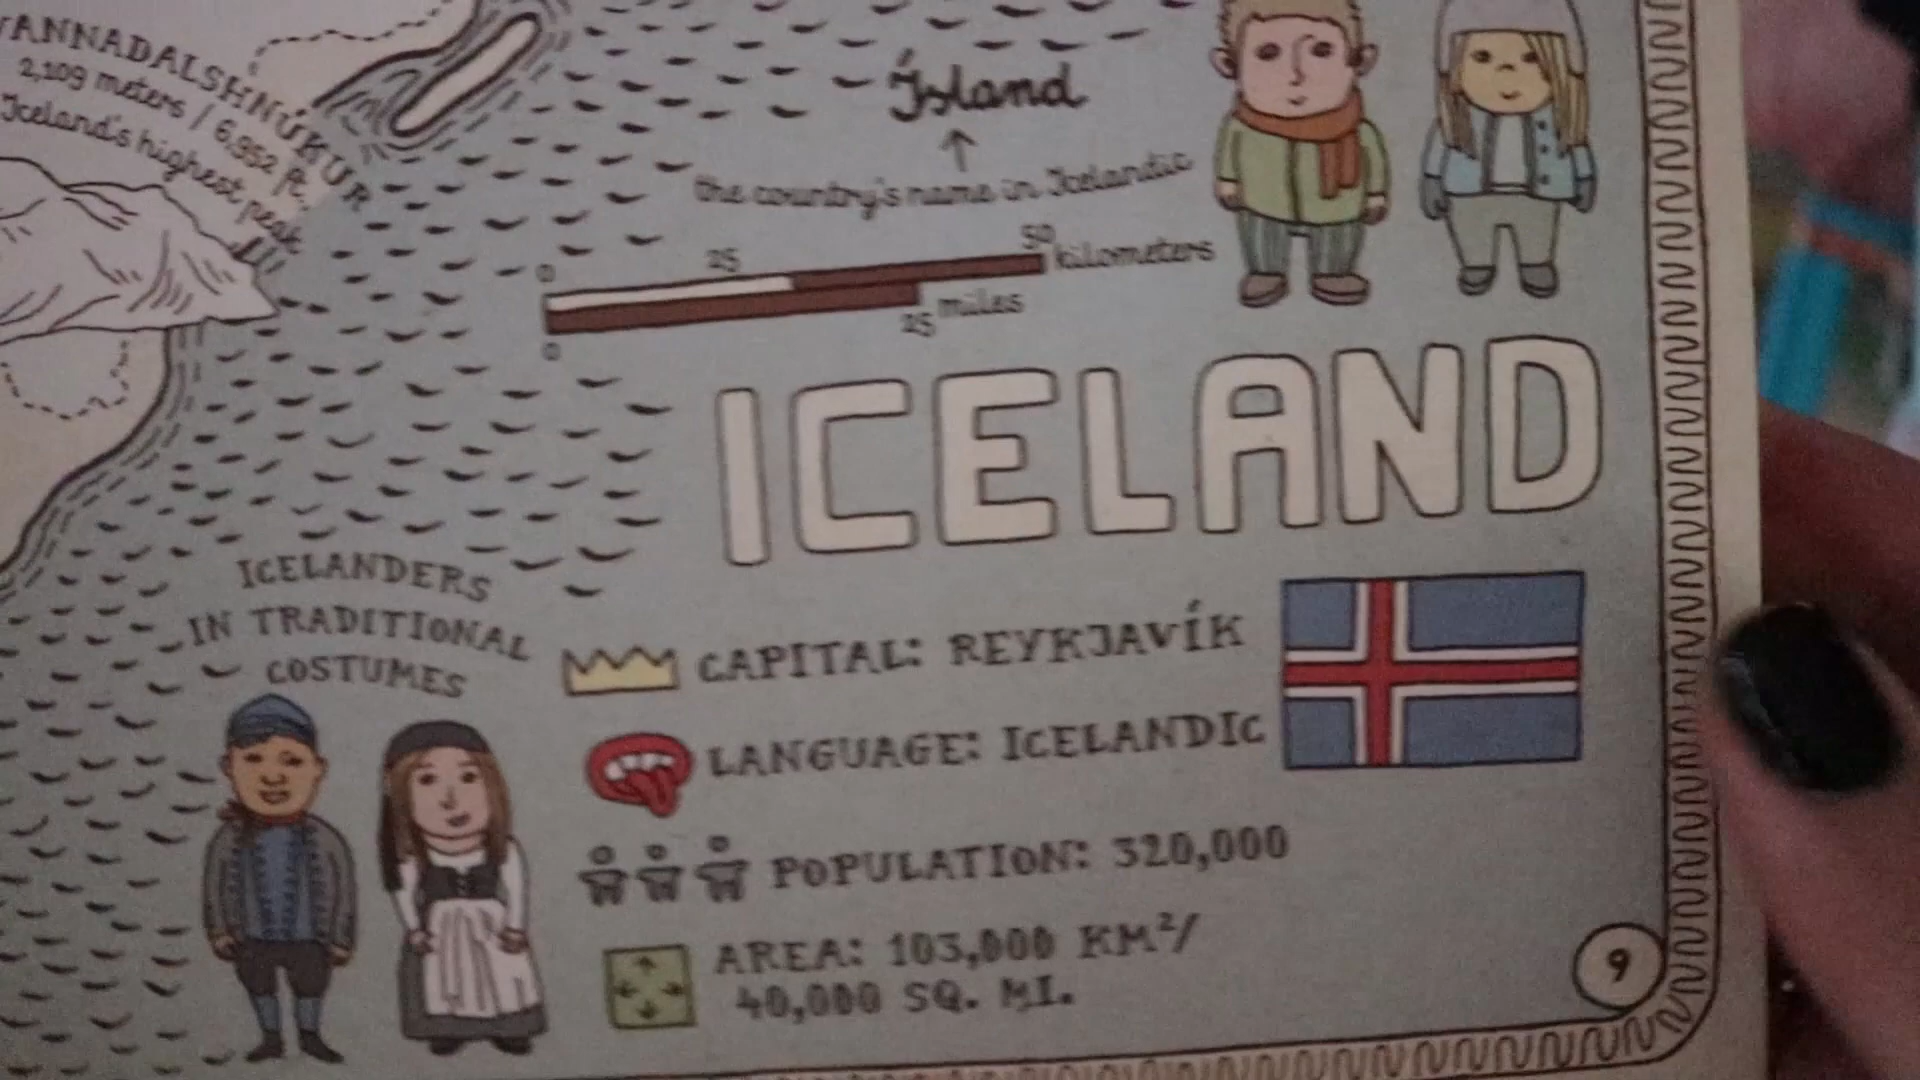 VANNADALSHNÚKUR
2,109 meters / 6,952 ft.
Iceland's highest peak
Ísland
the country's name in Icelandic
0 25 50 kilometers
0 25 miles
ICELAND
ICELANDERS
IN TRADITIONAL
COSTUMES
CAPITAL: REYKJAVÍK
LANGUAGE: ICELANDIC
POPULATION: 320,000
AREA: 103,000 KM²/
40,000 SQ. MI.
9